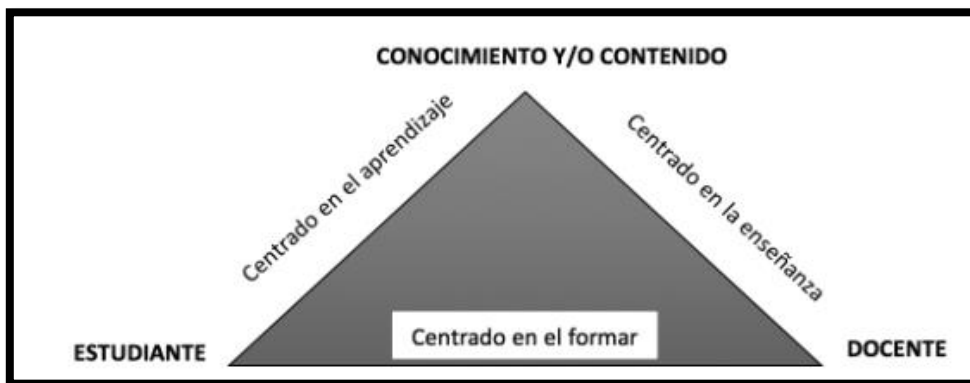 CONOCIMIENTO Y/O CONTENIDO
Centrado en el aprendizaje
Centrado en la enseñanza
Centrado en el formar
ESTUDIANTE
DOCENTE